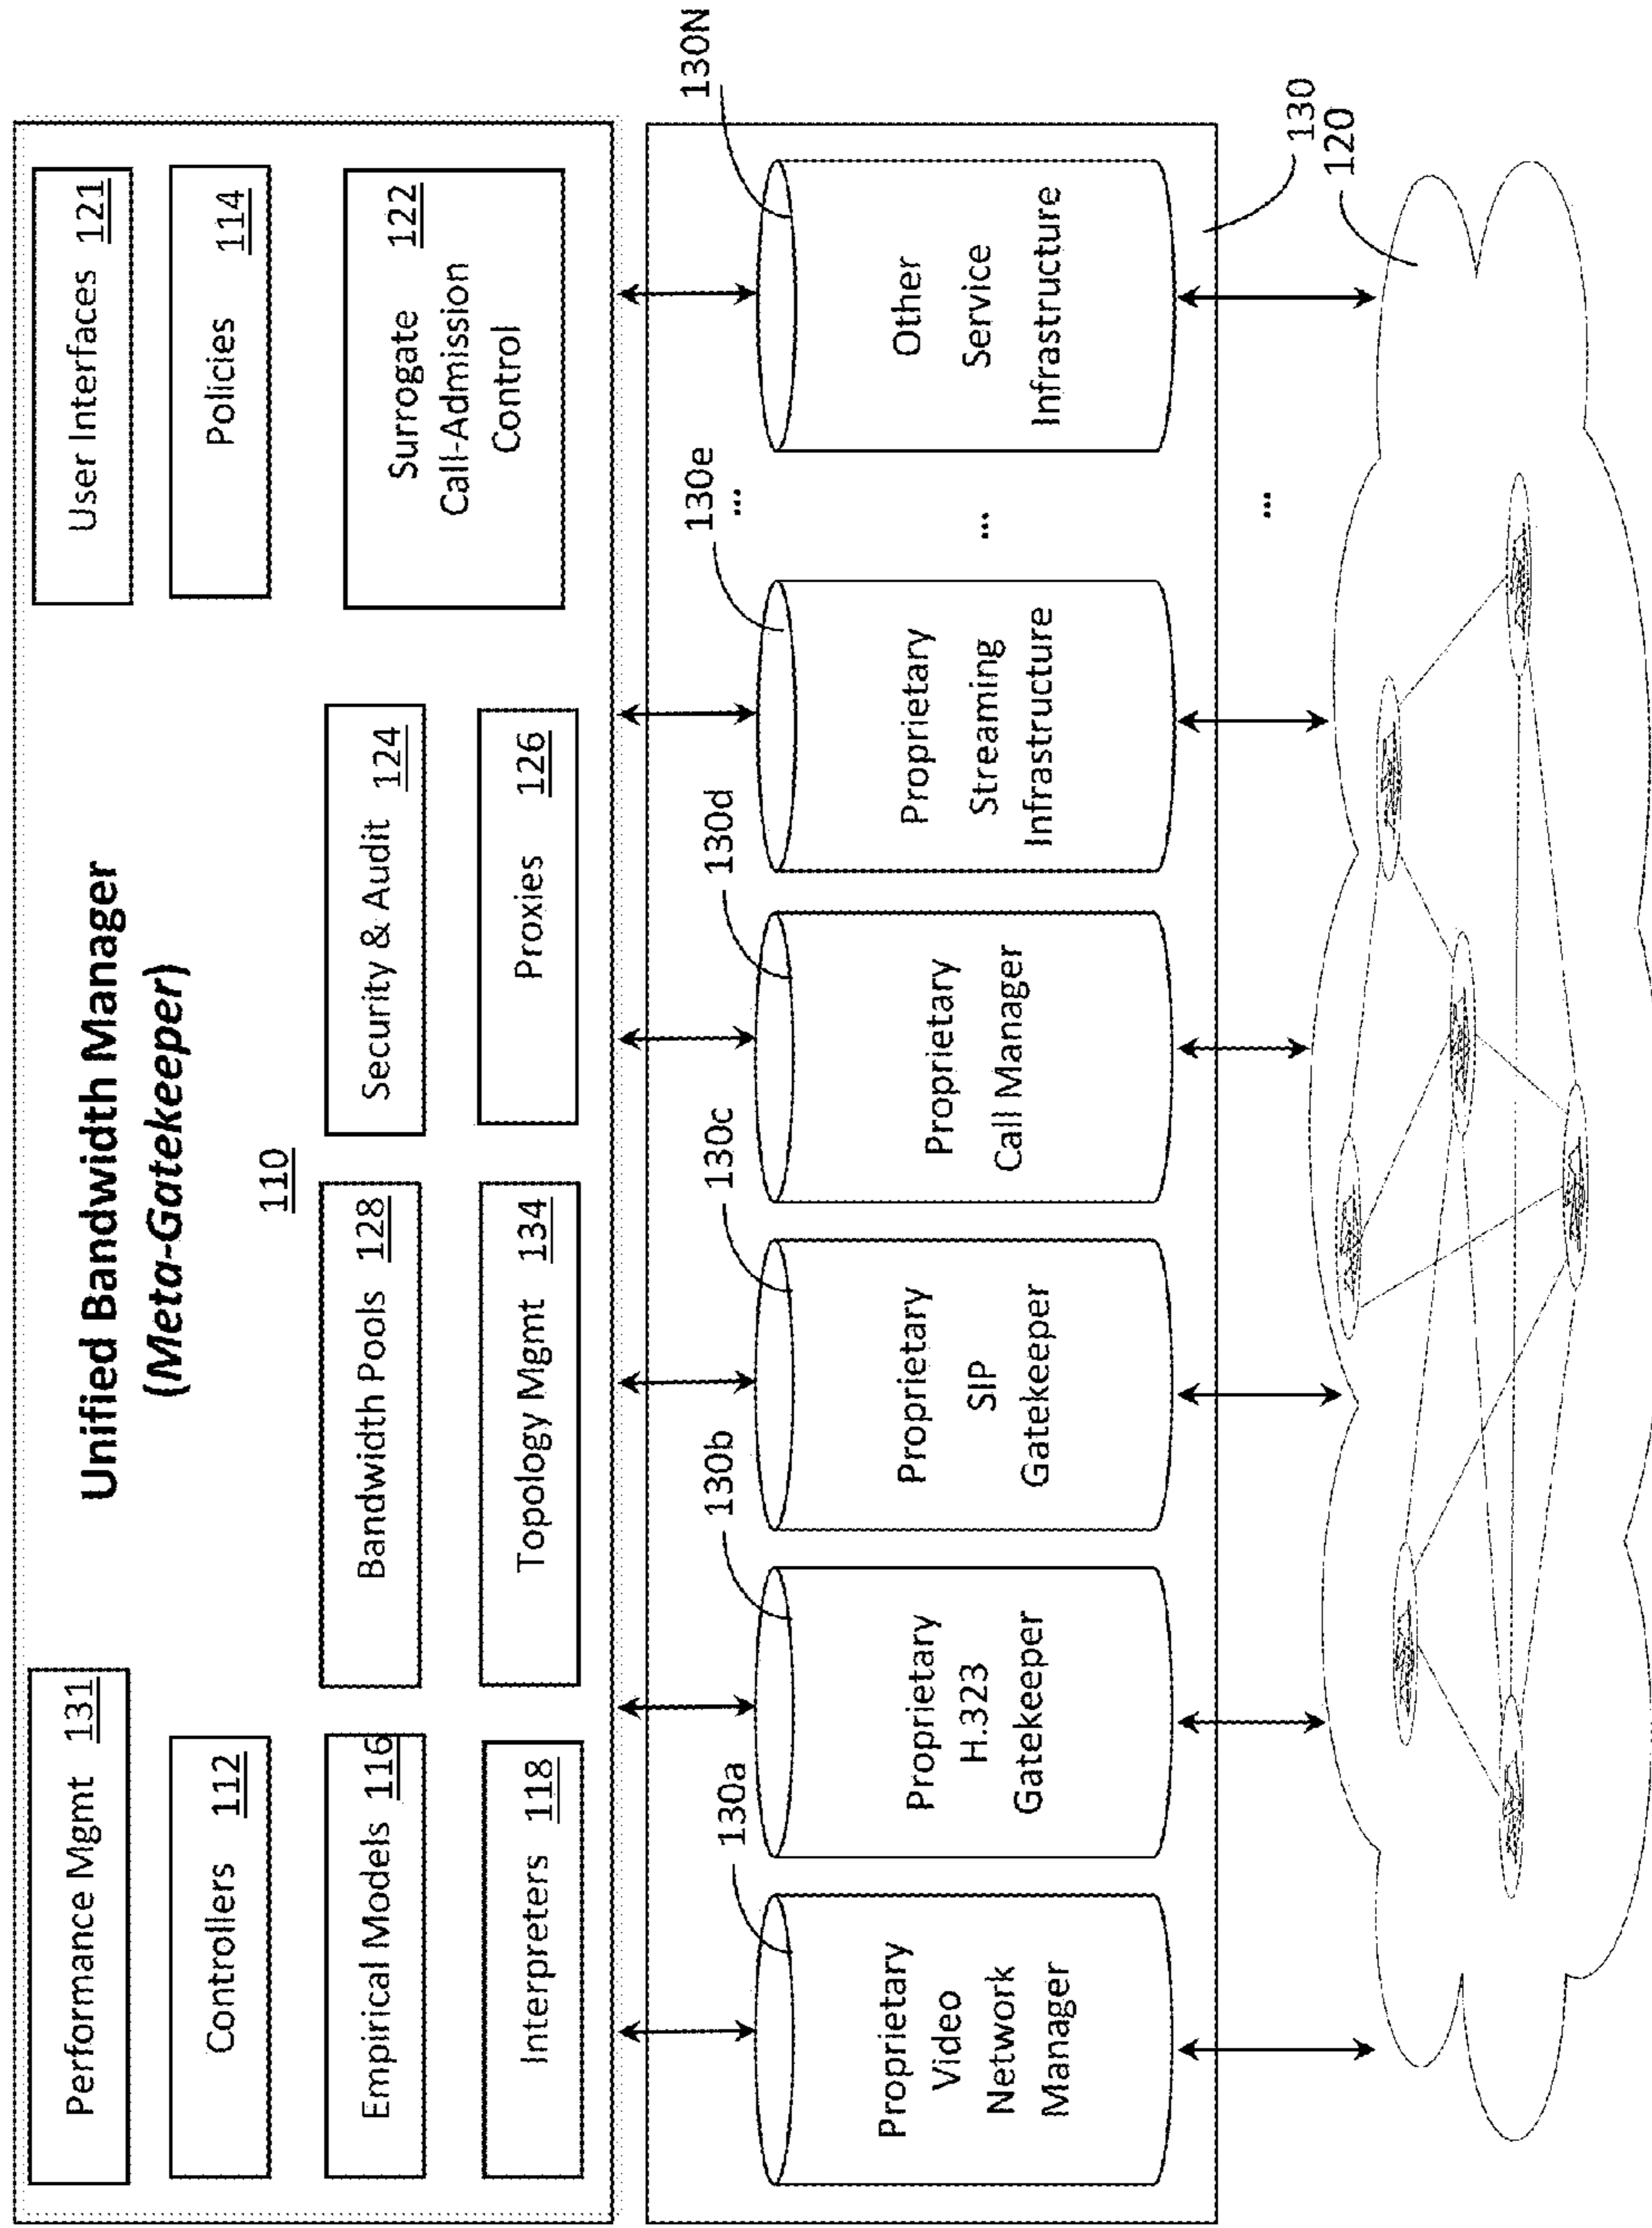 Unified Bandwidth Manager
(Meta-Gatekeeper)
110
Performance Mgmt 131
User Interfaces 121
Controllers 112
Policies 114
Empirical Models 116
Bandwidth Pools 128
Security & Audit 124
Surrogate 122
Call-Admission
Control
Interpreters 118
Topology Mgmt 134
Proxies 126
130a
130b
130c
130d
130e
...
130N
Proprietary
Video
Network
Manager
Proprietary
H.323
Gatekeeper
Proprietary
SIP
Gatekeeper
Proprietary
Call Manager
Proprietary
Streaming
Infrastructure
...
Other
Service
Infrastructure
...
130
120